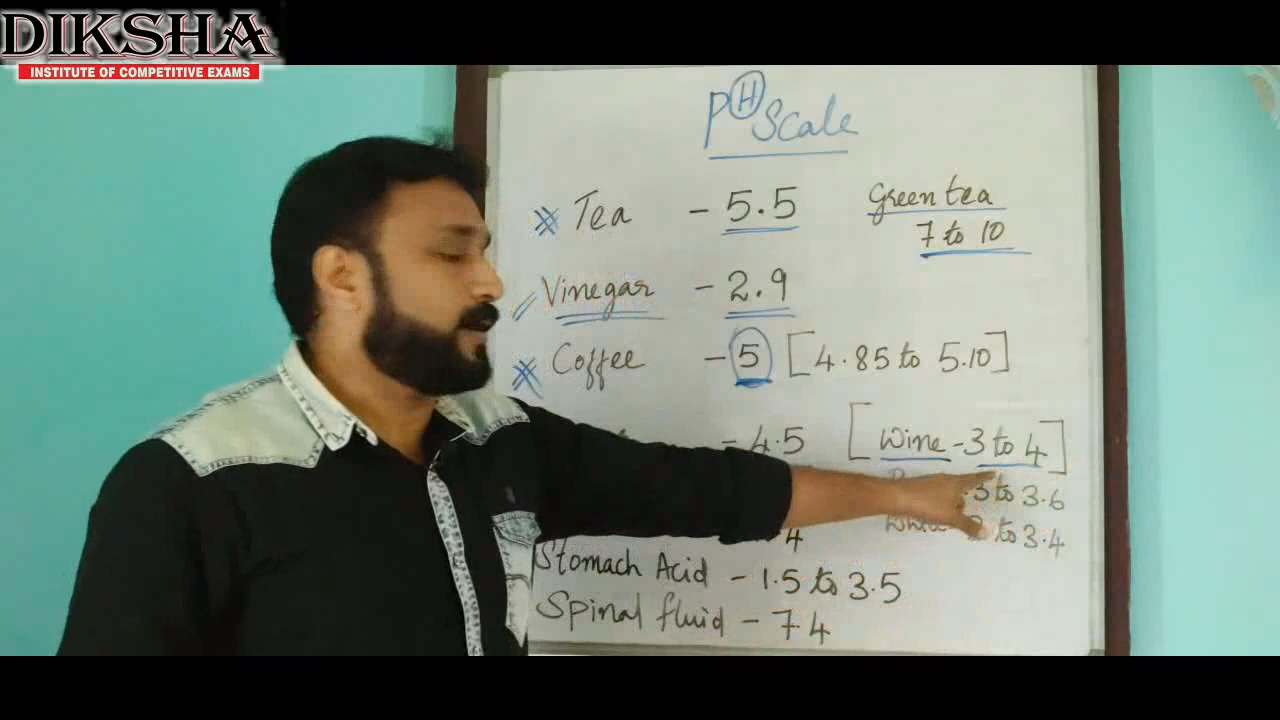 DIKSHA
INSTITUTE OF COMPETITIVE EXAMS
PH Scale
Tea - 5.5
Green tea
7 to 10
Vinegar - 2.9
Coffee - 5 [4.85 to 5.10]
- 4.5 [Wine - 3 to 4]
3 to 3.6
4 to 3.4
Stomach Acid - 1.5 to 3.5
Spinal fluid - 7.4